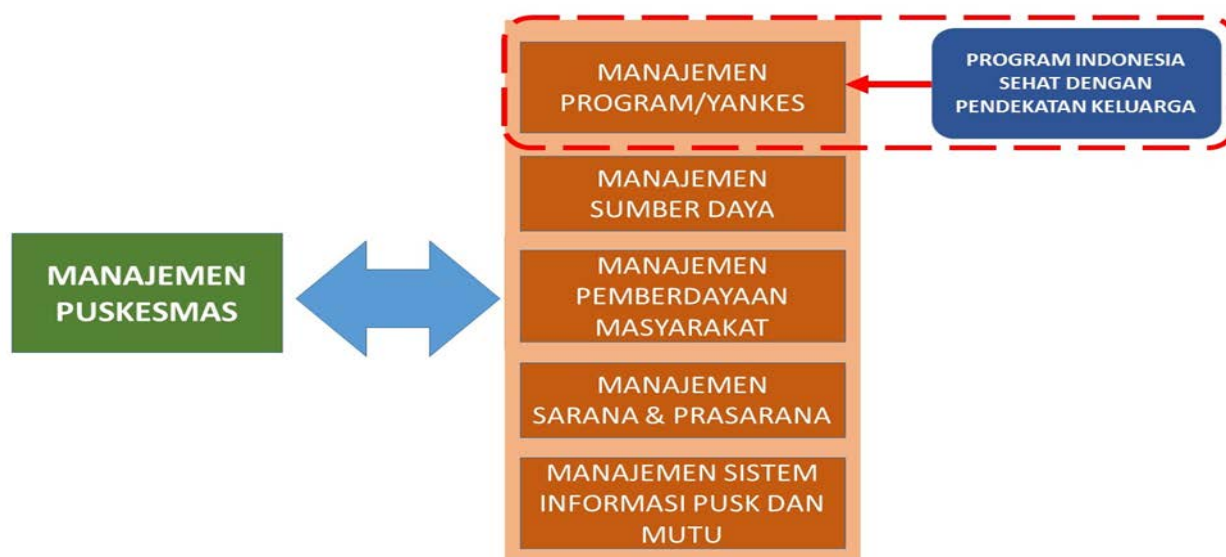 MANAJEMEN
PUSKESMAS
MANAJEMEN
PROGRAM/YANKES
PROGRAM INDONESIA
SEHAT DENGAN
PENDEKATAN KELUARGA
MANAJEMEN
SUMBER DAYA
MANAJEMEN
PEMBERDAYAAN
MASYARAKAT
MANAJEMEN
SARANA & PRASARANA
MANAJEMEN SISTEM
INFORMASI PUSK DAN
MUTU